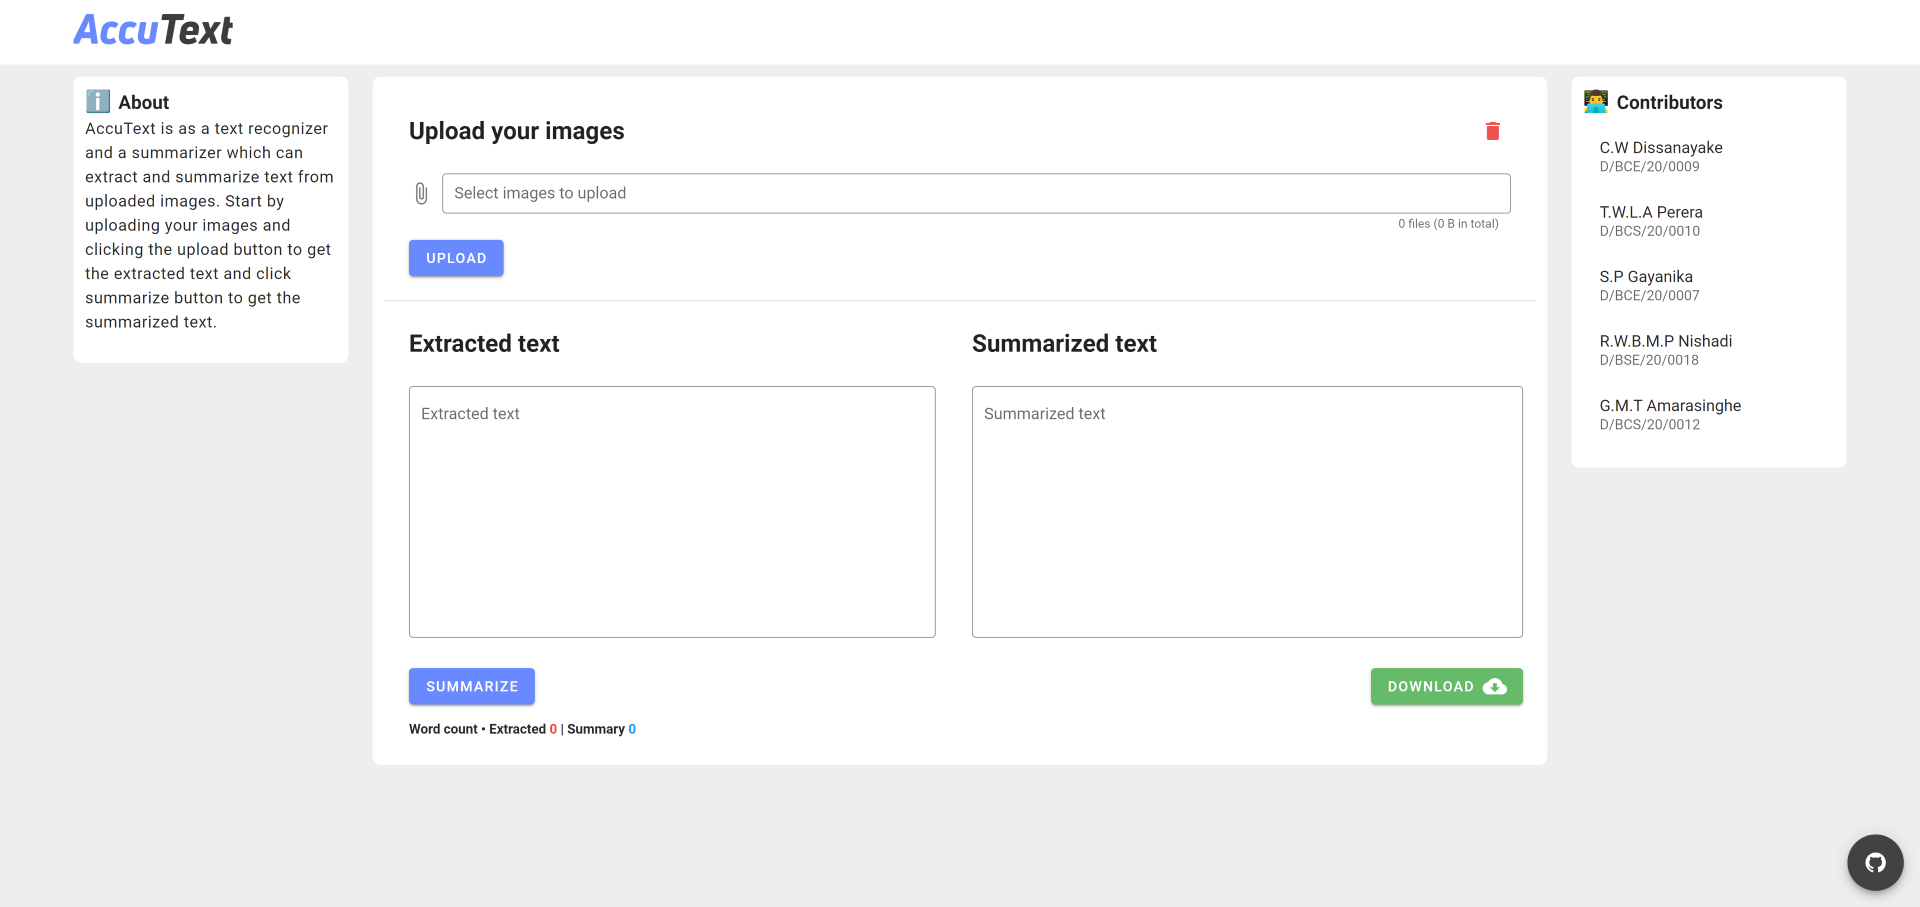 AccuText
About
AccuText is as a text recognizer
and a summarizer which can
extract and summarize text from
uploaded images. Start by
uploading your images and
clicking the upload button to get
the extracted text and click
summarize button to get the
summarized text.
Upload your images
Select images to upload
0 files (0 B in total)
UPLOAD
Extracted text
Extracted text
Summarized text
Summarized text
SUMMARIZE
DOWNLOAD
Word count • Extracted 0 | Summary 0
Contributors
C.W Dissanayake
D/BCE/20/0009
T.W.L.A Perera
D/BCS/20/0010
S.P Gayanika
D/BCE/20/0007
R.W.B.M.P Nishadi
D/BSE/20/0018
G.M.T Amarasinghe
D/BCS/20/0012